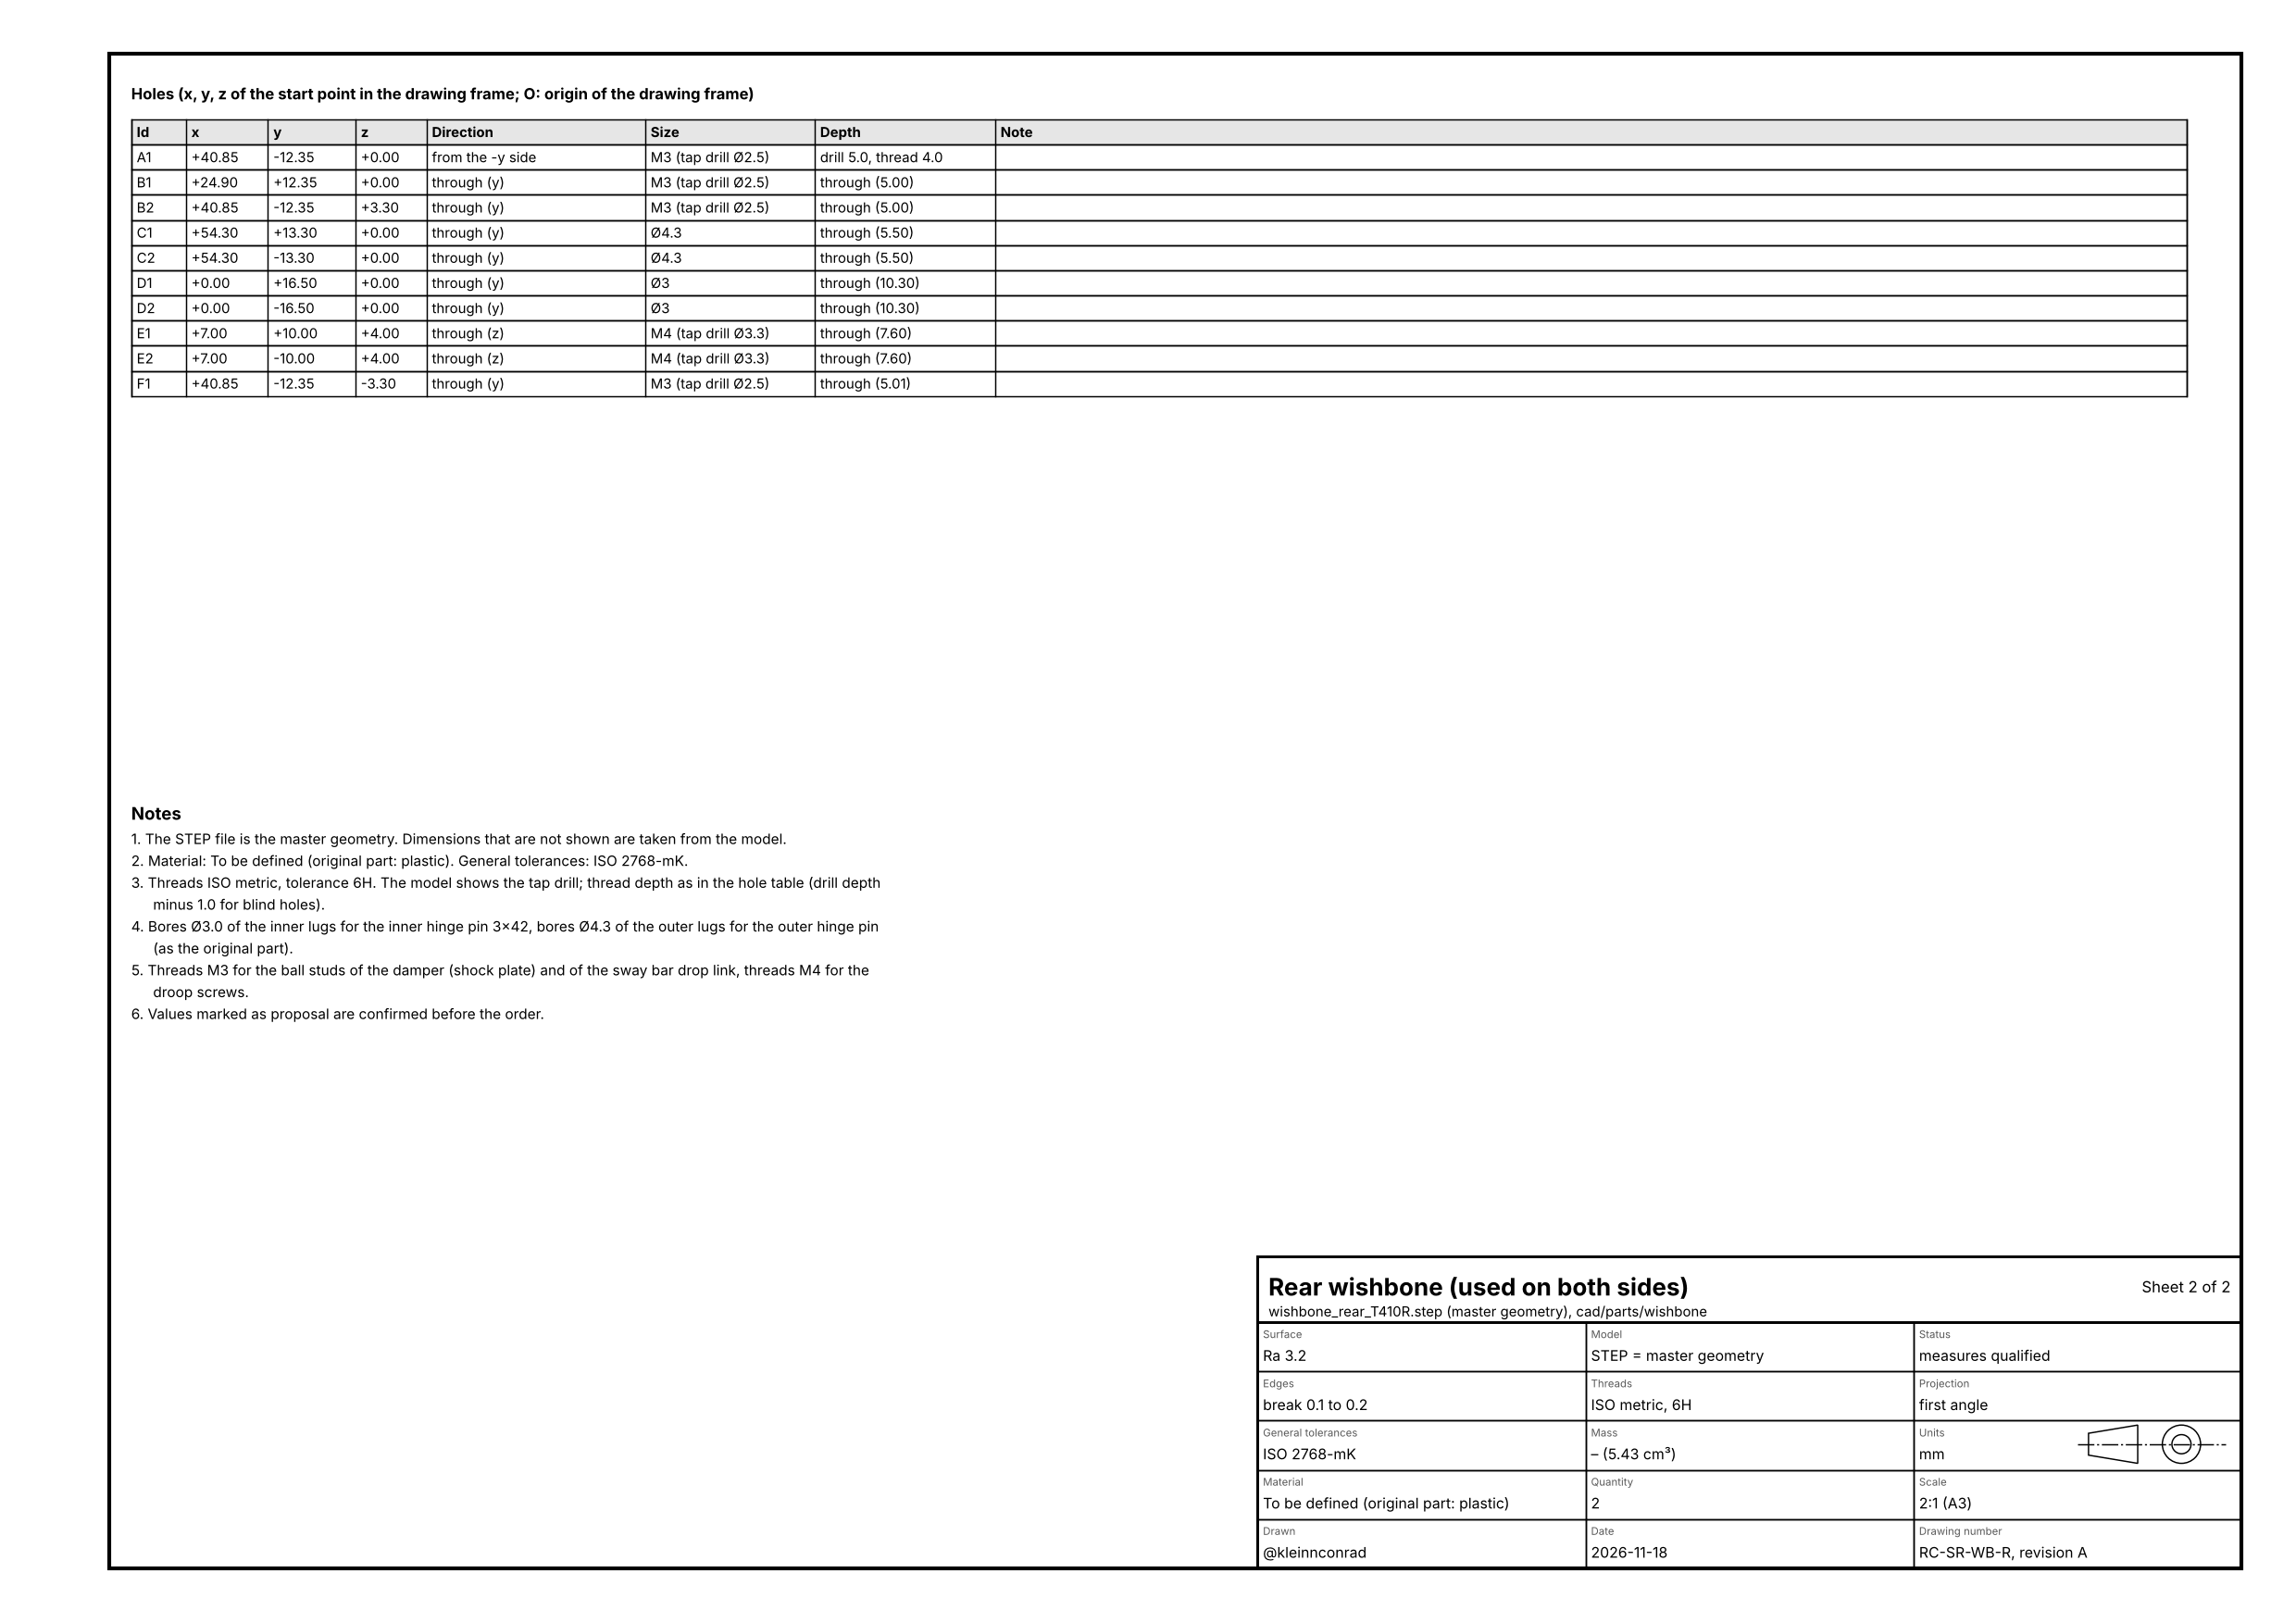 Holes (x, y, z of the start point in the drawing frame; O: origin of the drawing frame)
Id x y z Direction Size Depth Note
A1 +40.85 -12.35 +0.00 from the -y side M3 (tap drill Ø2.5) drill 5.0, thread 4.0
B1 +24.90 +12.35 +0.00 through (y) M3 (tap drill Ø2.5) through (5.00)
B2 +40.85 -12.35 +3.30 through (y) M3 (tap drill Ø2.5) through (5.00)
C1 +54.30 +13.30 +0.00 through (y) Ø4.3 through (5.50)
C2 +54.30 -13.30 +0.00 through (y) Ø4.3 through (5.50)
D1 +0.00 +16.50 +0.00 through (y) Ø3 through (10.30)
D2 +0.00 -16.50 +0.00 through (y) Ø3 through (10.30)
E1 +7.00 +10.00 +4.00 through (z) M4 (tap drill Ø3.3) through (7.60)
E2 +7.00 -10.00 +4.00 through (z) M4 (tap drill Ø3.3) through (7.60)
F1 +40.85 -12.35 -3.30 through (y) M3 (tap drill Ø2.5) through (5.01)
Notes
1. The STEP file is the master geometry. Dimensions that are not shown are taken from the model.
2. Material: To be defined (original part: plastic). General tolerances: ISO 2768-mK.
3. Threads ISO metric, tolerance 6H. The model shows the tap drill; thread depth as in the hole table (drill depth
minus 1.0 for blind holes).
4. Bores Ø3.0 of the inner lugs for the inner hinge pin 3×42, bores Ø4.3 of the outer lugs for the outer hinge pin
(as the original part).
5. Threads M3 for the ball studs of the damper (shock plate) and of the sway bar drop link, threads M4 for the
droop screws.
6. Values marked as proposal are confirmed before the order.
Rear wishbone (used on both sides) Sheet 2 of 2
wishbone_rear_T410R.step (master geometry), cad/parts/wishbone
Surface Model Status
Ra 3.2 STEP = master geometry measures qualified
Edges Threads Projection
break 0.1 to 0.2 ISO metric, 6H first angle
General tolerances Mass Units
ISO 2768-mK – (5.43 cm³) mm
Material Quantity Scale
To be defined (original part: plastic) 2 2:1 (A3)
Drawn Date Drawing number
@kleinnconrad 2026-11-18 RC-SR-WB-R, revision A